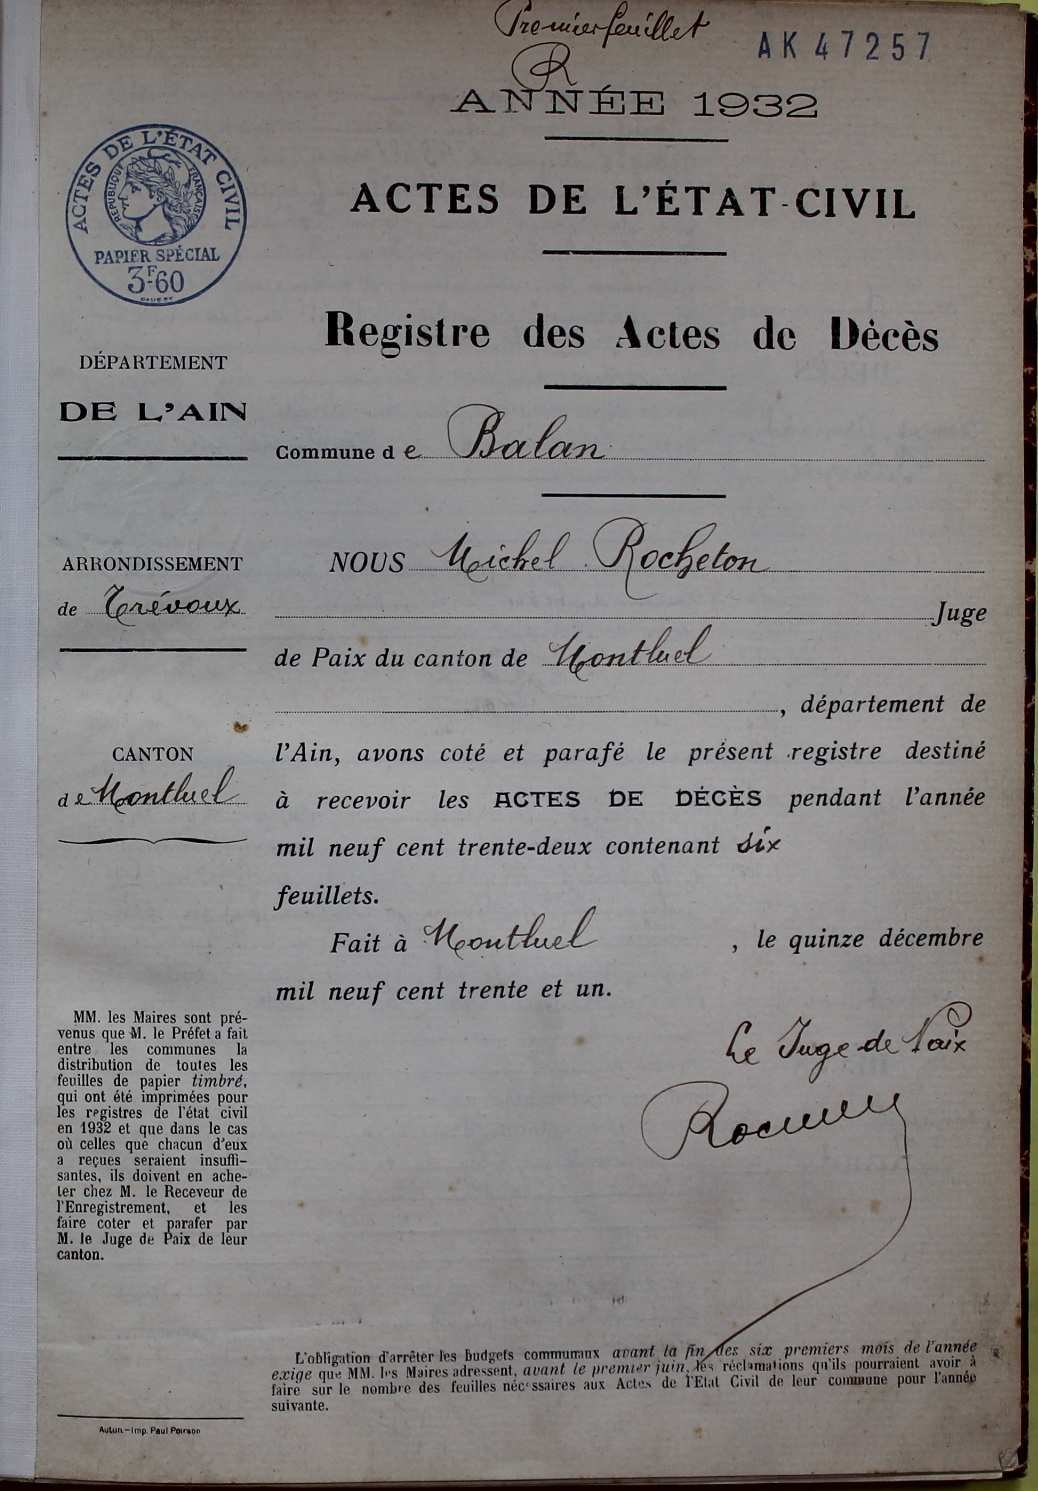 Premier feuillet
AK 47257
R
ANNÉE 1932
ACTES DE L'ÉTAT CIVIL
RÉPUBLIQUE FRANÇAISE
PAPIER SPÉCIAL
3F.60
ACTES DE L'ÉTAT-CIVIL
Registre des Actes de Décès
DÉPARTEMENT
DE L'AIN
Commune de Balan
ARRONDISSEMENT
de Trévoux
NOUS Michel Rocheton
Juge
de Paix du canton de Montluel
, département de
CANTON
de Montluel
l'Ain, avons coté et parafé le présent registre destiné
à recevoir les ACTES DE DÉCÈS pendant l'année
mil neuf cent trente-deux contenant six
feuillets.
Fait à Montluel , le quinze décembre
mil neuf cent trente et un.
Le Juge de Paix
MM. les Maires sont pré-
venus que M. le Préfet a fait
entre les communes la
distribution de toutes les
feuilles de papier timbré,
qui ont été imprimées pour
les registres de l'état civil
en 1932 et que dans le cas
où celles que chacun d'eux
a reçues seraient insuffi-
santes, ils doivent en ache-
ter chez M. le Receveur de
l'Enregistrement, et les
faire coter et parafer par
M. le Juge de Paix de leur
canton.
L'obligation d'arrêter les budgets communaux avant la fin des six premiers mois de l'année
exige que MM. les Maires adressent, avant le premier juin, les réclamations qu'ils pourraient avoir à
faire sur le nombre des feuilles nécessaires aux Actes de l'Etat Civil de leur commune pour l'année
suivante.
Autun.-Imp. Paul Poirson